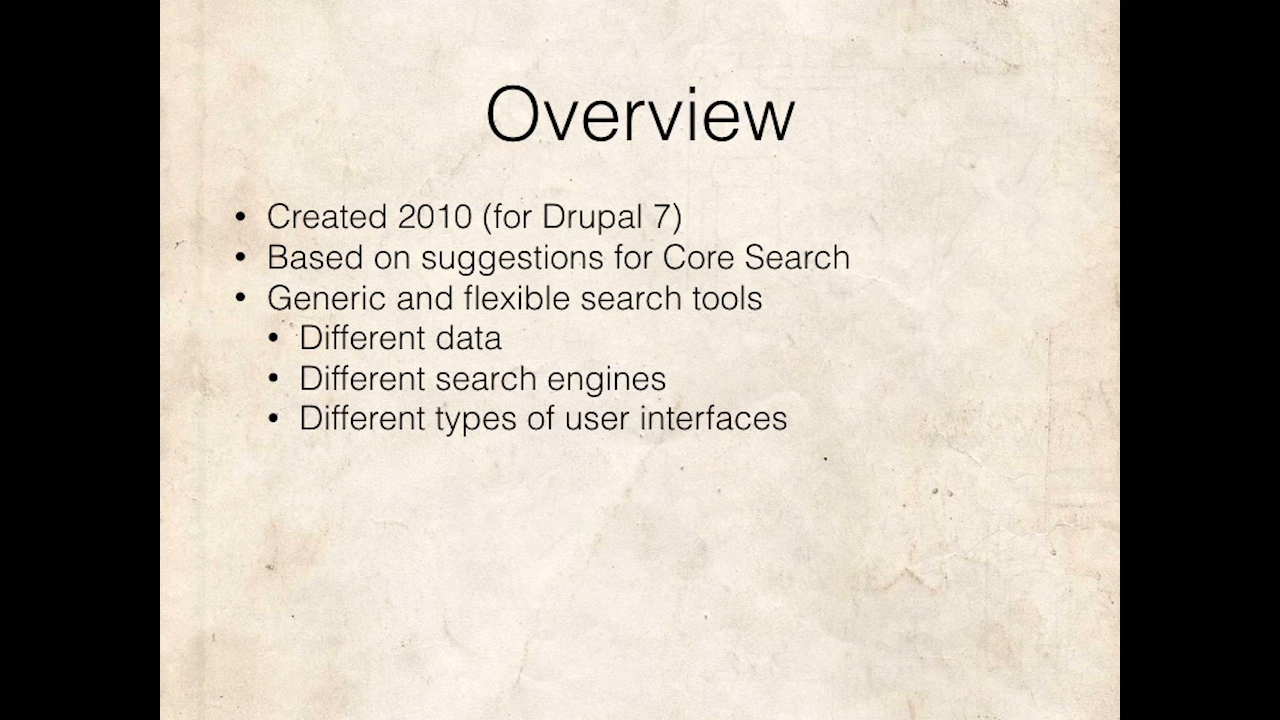 Overview
• Created 2010 (for Drupal 7)
• Based on suggestions for Core Search
• Generic and flexible search tools
• Different data
• Different search engines
• Different types of user interfaces